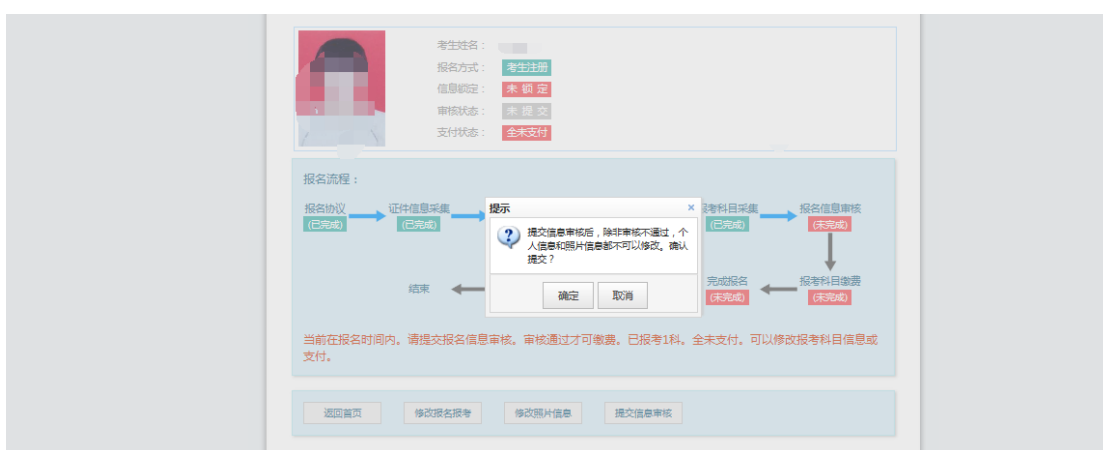 考生姓名：
报名方式： 考生注册
信息锁定： 未 锁 定
审核状态： 未 提 交
支付状态： 全未支付
报名流程：
报名协议 证件信息采集 考科目采集 报名信息审核
(已完成) (已完成) (已完成) (未完成)
提示 ×
提交信息审核后，除非审核不通过，个
人信息和照片信息都不可以修改。确认
提交？
确定 取消
结束 完成报名 报考科目缴费
(未完成) (未完成)
当前在报名时间内。请提交报名信息审核。审核通过才可缴费。已报考1科。全未支付。可以修改报考科目信息或
支付。
返回首页 修改报名报考 修改照片信息 提交信息审核